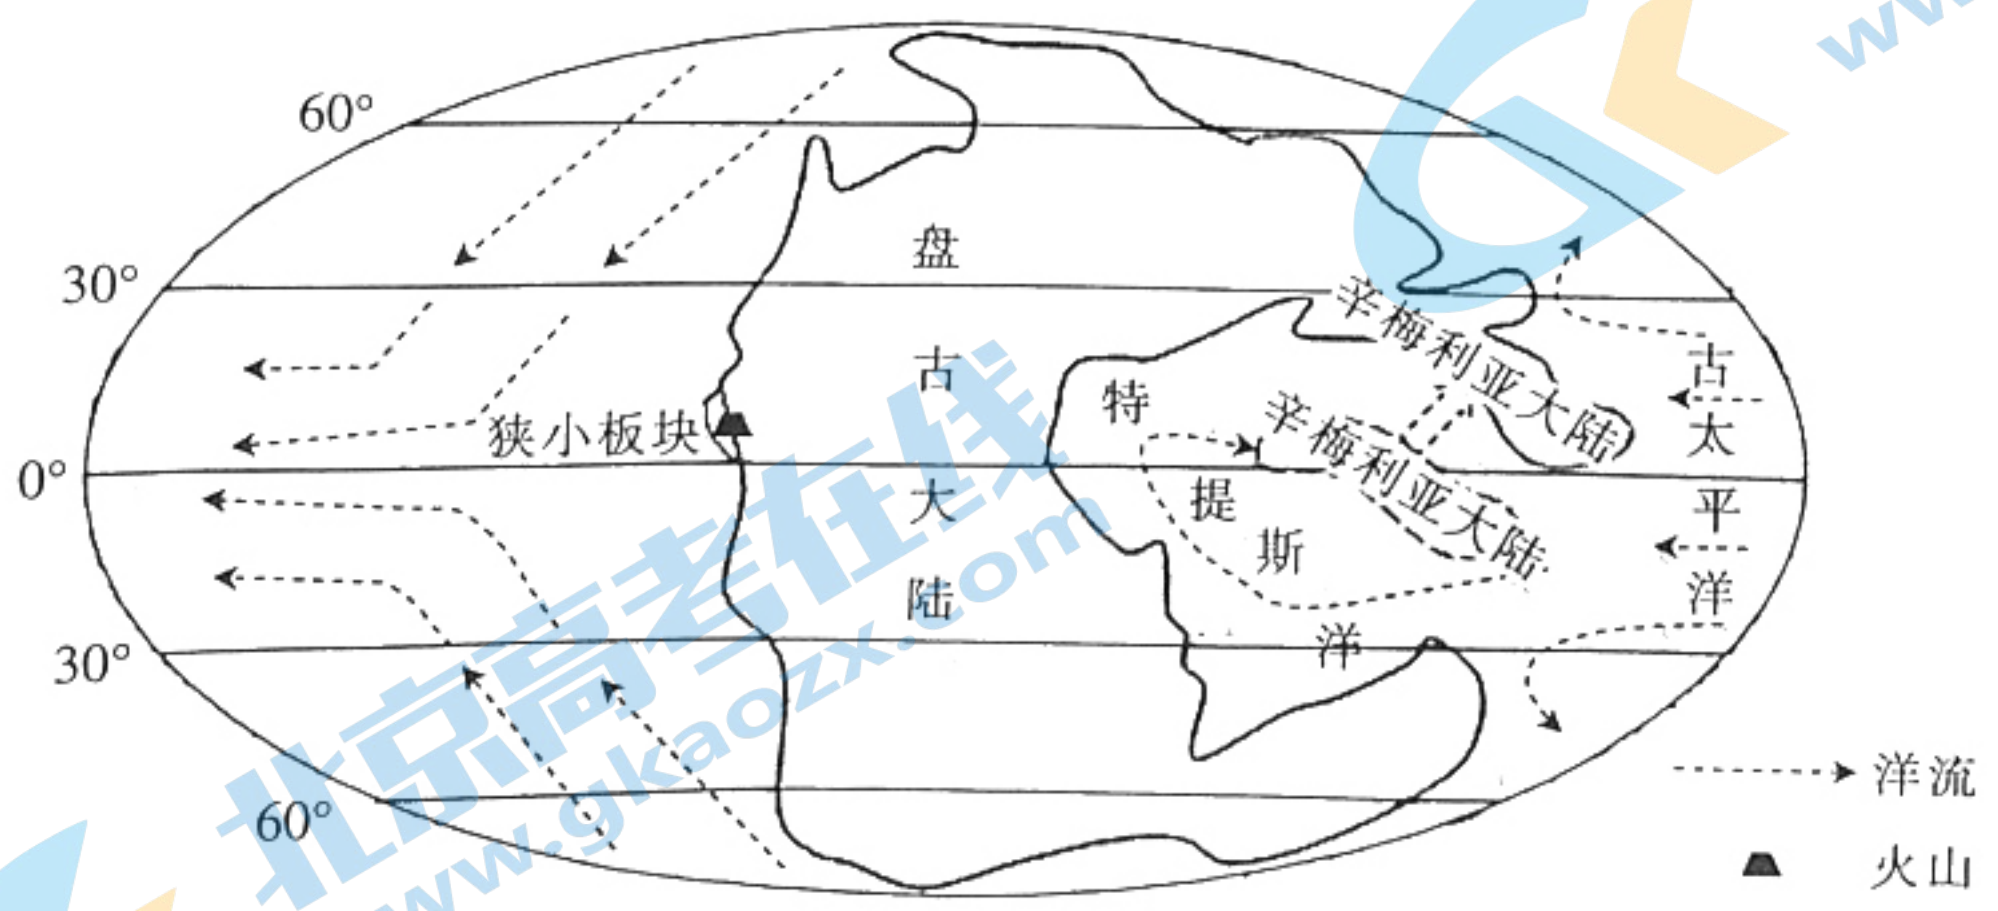 60°
30°
0°
30°
60°
盘古大陆
狭小板块
特提斯洋
辛梅利亚大陆
辛梅利亚大陆
古太平洋
洋流
火山
北京高考在线
www.gkaozx.com